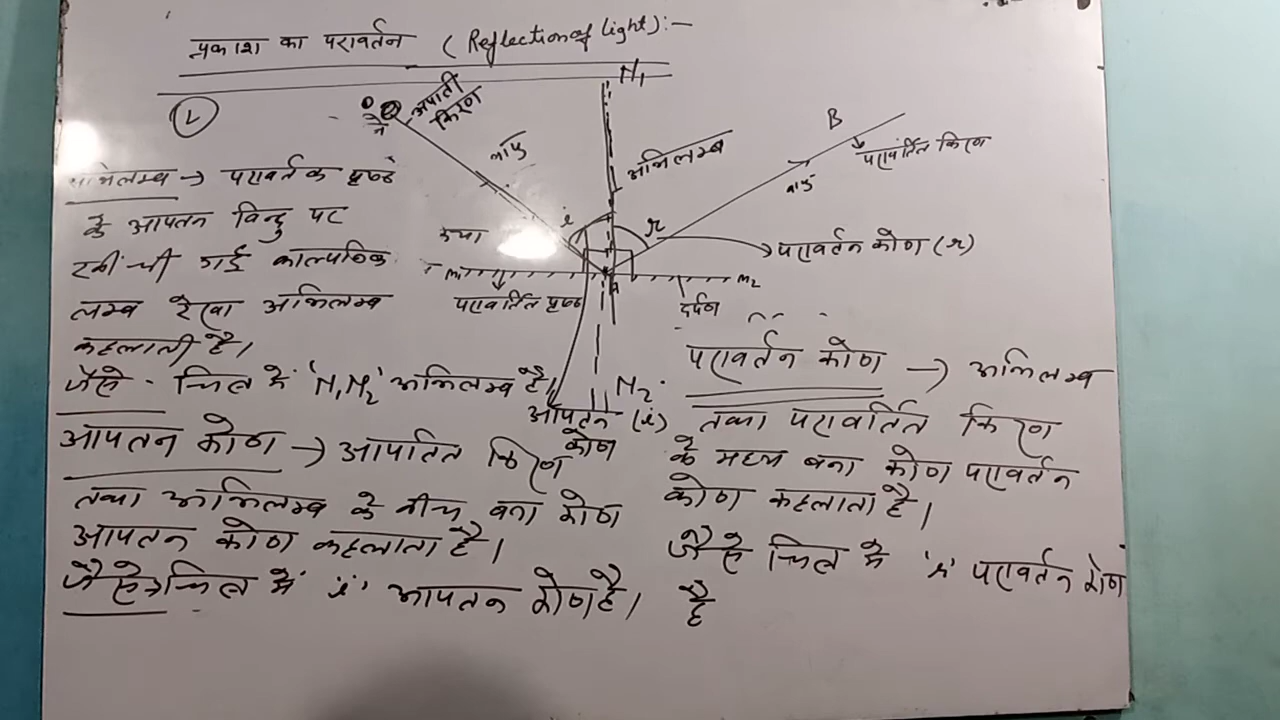 प्रकाश का परावर्तन ( Reflection of light):-
N1
1
अपाती
किरण
वायु
अभिलम्ब
B
परावर्तित किरण
वायु
i
r
परावर्तन कोण (r)
M1
M2
परावर्तित पृष्ठ
दर्पण
N2
आपतन (i)
कोण
अभिलम्ब → परावर्तक पृष्ठ
के आपतन विन्दु पर
खींची गई काल्पनिक
लम्ब रेखा अभिलम्ब
कहलाती है।
जैसे - चित्र में 'N1N2' अभिलम्ब है।
आपतन कोण → आपतित किरण
तथा अभिलम्ब के बीच बना कोण
आपतन कोण कहलाता है।
जैसे→ चित्र में 'i' आपतन कोण है।
परावर्तन कोण → अभिलम्ब
तथा परावर्तित किरण
के मध्य बना कोण परावर्तन
कोण कहलाता है।
जैसे चित्र में 'r' परावर्तन कोण
है